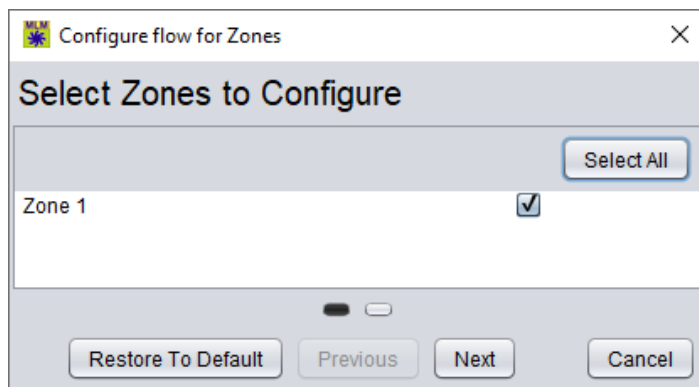 MLM
Configure flow for Zones
Select Zones to Configure
Select All
Zone 1
Restore To Default Previous Next Cancel